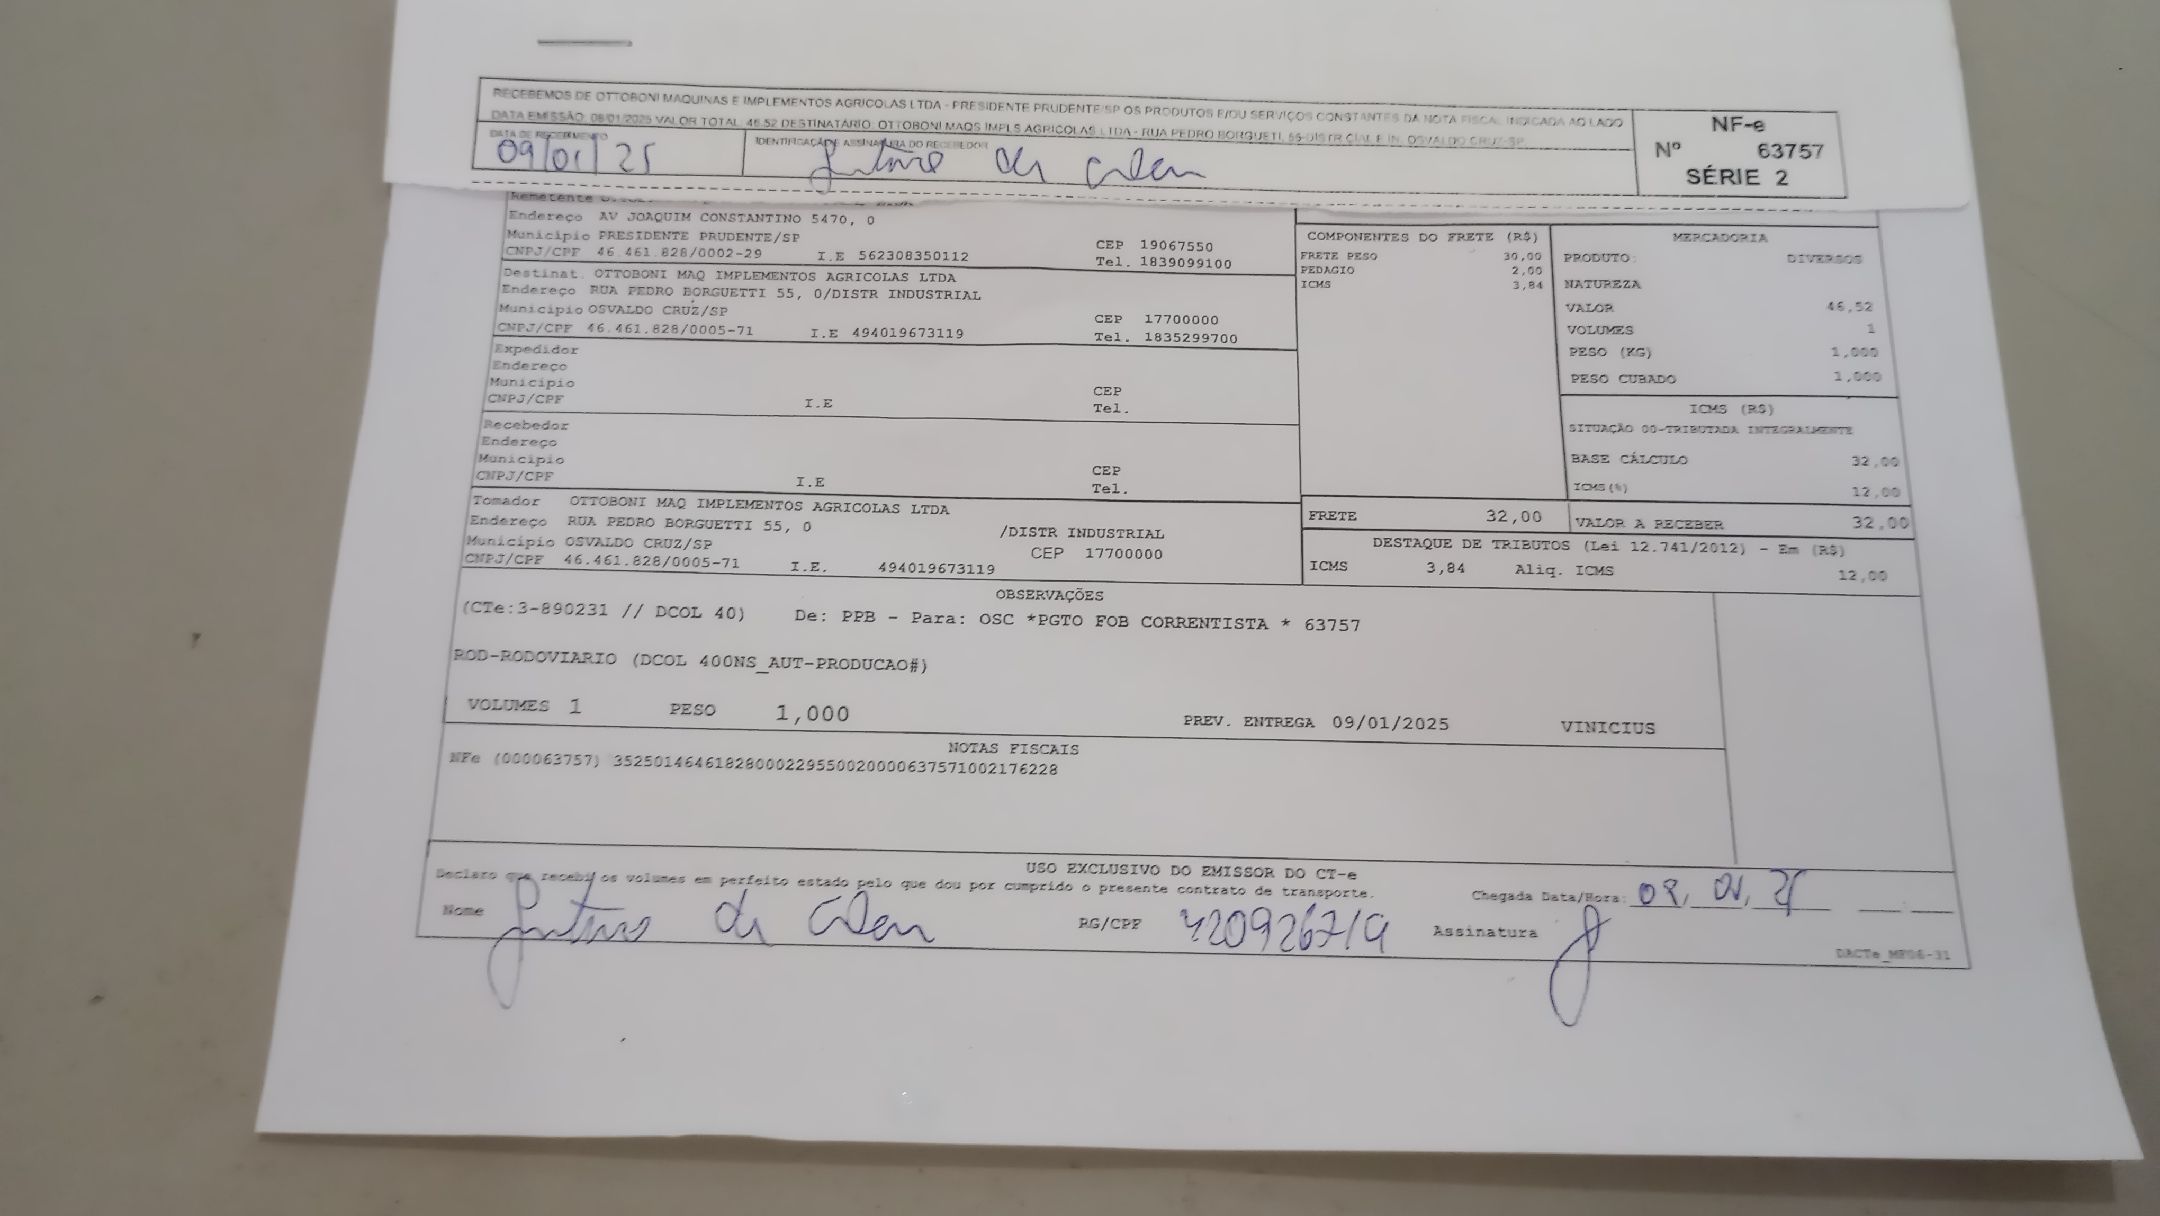 RECEBEMOS DE OTTOBONI MAQUINAS E IMPLEMENTOS AGRICOLAS LTDA - PRESIDENTE PRUDENTE/SP OS PRODUTOS E/OU SERVIÇOS CONSTANTES DA NOTA FISCAL INDICADA AO LADO
DATA EMISSÃO: 08/01/2025 VALOR TOTAL: 46,52 DESTINATÁRIO: OTTOBONI MAQS IMPLS AGRICOLAS LTDA - RUA PEDRO BORGUETI, 55-DISTR CIAL E IN. OSVALDO CRUZ-SP
DATA DE RECEBIMENTO
IDENTIFICAÇÃO E ASSINATURA DO RECEBEDOR
09/01/25
NF-e
Nº 63757
SÉRIE 2
Remetente
Endereço AV JOAQUIM CONSTANTINO 5470, 0
Município PRESIDENTE PRUDENTE/SP CEP 19067550
CNPJ/CPF 46.461.828/0002-29 I.E 562308350112 Tel. 1839099100
Destinat. OTTOBONI MAQ IMPLEMENTOS AGRICOLAS LTDA
Endereço RUA PEDRO BORGUETTI 55, 0/DISTR INDUSTRIAL
Município OSVALDO CRUZ/SP CEP 17700000
CNPJ/CPF 46.461.828/0005-71 I.E 494019673119 Tel. 1835299700
Expedidor
Endereço
Município CEP
CNPJ/CPF I.E Tel.
Recebedor
Endereço
Município CEP
CNPJ/CPF I.E Tel.
Tomador OTTOBONI MAQ IMPLEMENTOS AGRICOLAS LTDA
Endereço RUA PEDRO BORGUETTI 55, 0 /DISTR INDUSTRIAL
Município OSVALDO CRUZ/SP CEP 17700000
CNPJ/CPF 46.461.828/0005-71 I.E. 494019673119
COMPONENTES DO FRETE (R$)
FRETE PESO 30,00
PEDAGIO 2,00
ICMS 3,84
MERCADORIA
PRODUTO: DIVERSOS
NATUREZA
VALOR 46,52
VOLUMES 1
PESO (KG) 1,000
PESO CUBADO 1,000
ICMS (R$)
SITUAÇÃO 00-TRIBUTADA INTEGRALMENTE
BASE CÁLCULO 32,00
ICMS(%) 12,00
FRETE 32,00
VALOR A RECEBER 32,00
DESTAQUE DE TRIBUTOS (Lei 12.741/2012) - Em (R$)
ICMS 3,84 Aliq. ICMS 12,00
OBSERVAÇÕES
(CTe:3-890231 // DCOL 40) De: PPB - Para: OSC *PGTO FOB CORRENTISTA * 63757
ROD-RODOVIARIO (DCOL 400NS_AUT-PRODUCAO#)
VOLUMES 1 PESO 1,000 PREV. ENTREGA 09/01/2025 VINICIUS
NOTAS FISCAIS
NFe (000063757) 35250146461828000229550020000637571002176228
USO EXCLUSIVO DO EMISSOR DO CT-e
Declaro que recebi os volumes em perfeito estado pelo que dou por cumprido o presente contrato de transporte.
Chegada Data/Hora:
Nome RG/CPF 420926719 Assinatura
DACTe_MP06-31